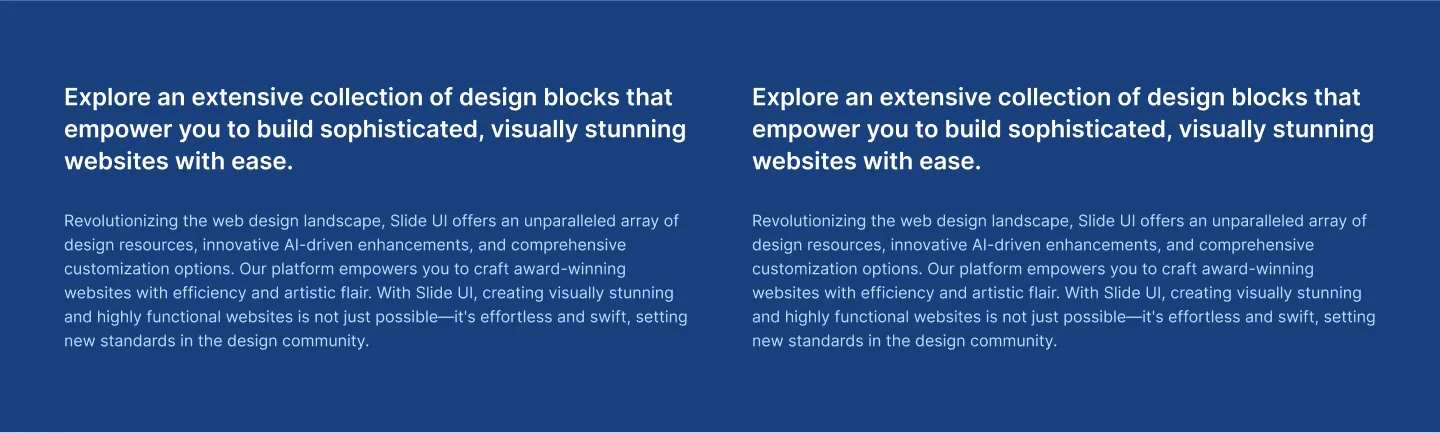 Explore an extensive collection of design blocks that
empower you to build sophisticated, visually stunning
websites with ease.
Revolutionizing the web design landscape, Slide UI offers an unparalleled array of
design resources, innovative AI-driven enhancements, and comprehensive
customization options. Our platform empowers you to craft award-winning
websites with efficiency and artistic flair. With Slide UI, creating visually stunning
and highly functional websites is not just possible—it's effortless and swift, setting
new standards in the design community.
Explore an extensive collection of design blocks that
empower you to build sophisticated, visually stunning
websites with ease.
Revolutionizing the web design landscape, Slide UI offers an unparalleled array of
design resources, innovative AI-driven enhancements, and comprehensive
customization options. Our platform empowers you to craft award-winning
websites with efficiency and artistic flair. With Slide UI, creating visually stunning
and highly functional websites is not just possible—it's effortless and swift, setting
new standards in the design community.